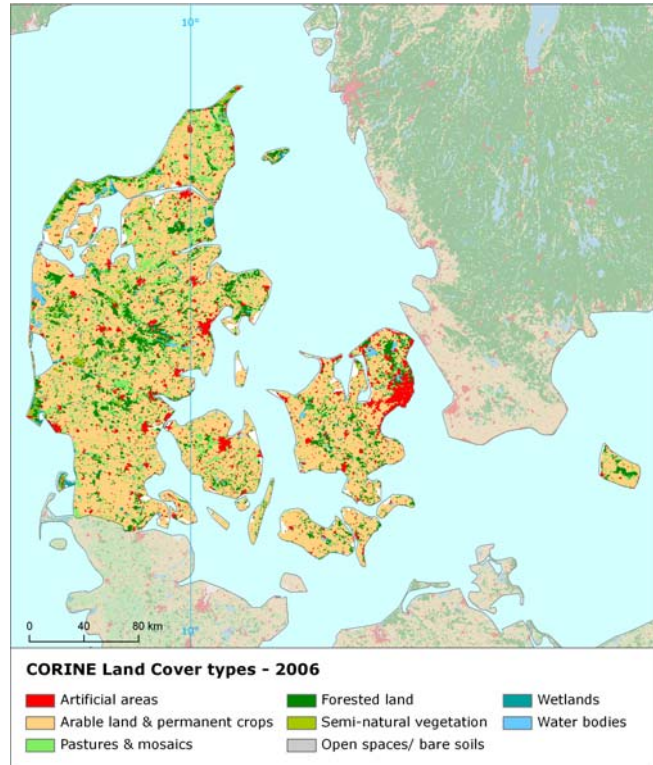 10°
10°
0 40 80 km
CORINE Land Cover types - 2006
Artificial areas
Forested land
Wetlands
Arable land & permanent crops
Semi-natural vegetation
Water bodies
Pastures & mosaics
Open spaces/ bare soils